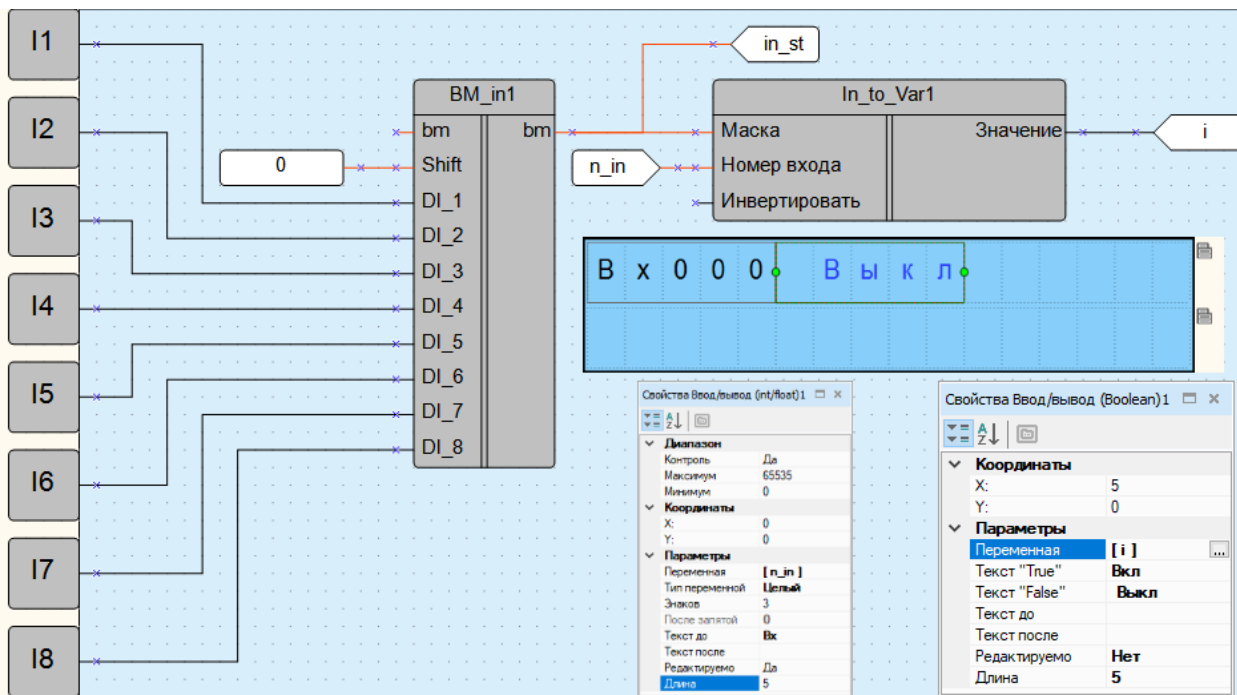 I1
I2
I3
I4
I5
I6
I7
I8
0
BM_in1
bm bm
Shift
DI_1
DI_2
DI_3
DI_4
DI_5
DI_6
DI_7
DI_8
in_st
n_in
In_to_Var1
Маска Значение
Номер входа
Инвертировать
i
Вх000 Выкл
Свойства Ввод/вывод (int/float)1
Диапазон
Контроль Да
Максимум 65535
Минимум 0
Координаты
X: 0
Y: 0
Параметры
Переменная [ n_in ]
Тип переменной Целый
Знаков 3
После запятой 0
Текст до Вх
Текст после
Редактируемо Да
Длина 5
Свойства Ввод/вывод (Boolean)1
Координаты
X: 5
Y: 0
Параметры
Переменная [ i ] ...
Текст "True" Вкл
Текст "False" Выкл
Текст до
Текст после
Редактируемо Нет
Длина 5